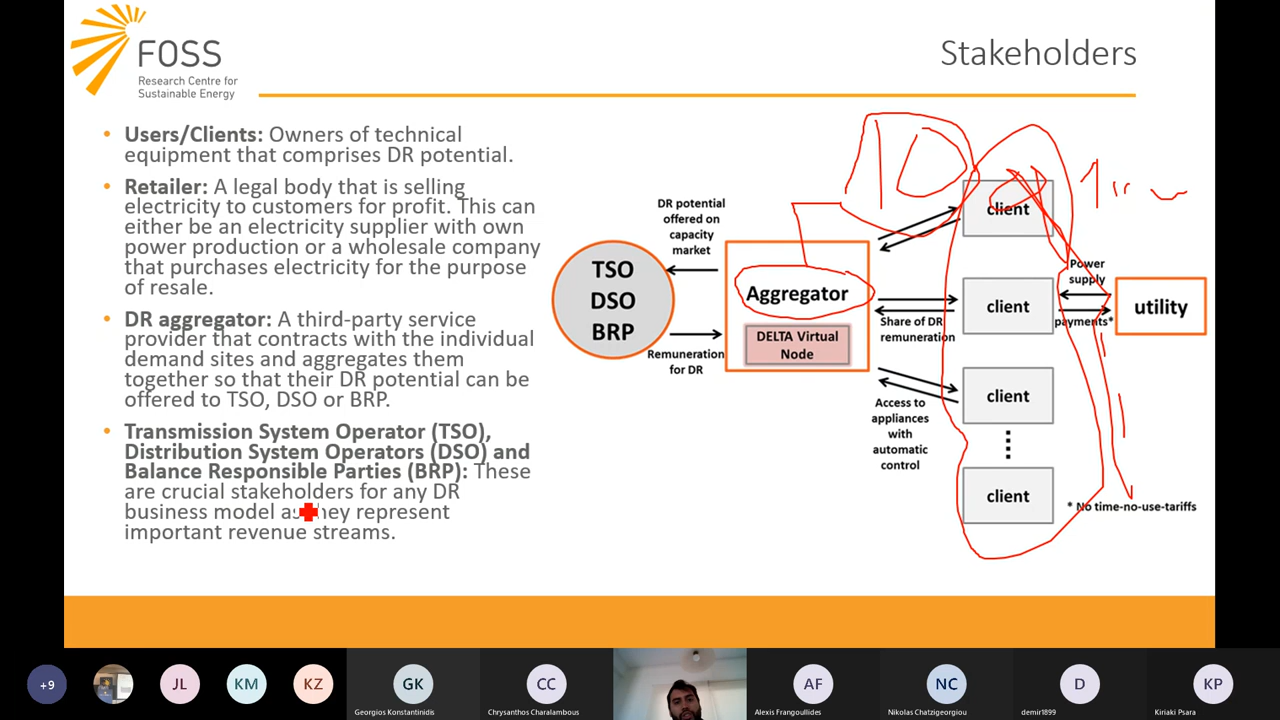 FOSS
Research Centre for
Sustainable Energy
Stakeholders
• Users/Clients: Owners of technical
equipment that comprises DR potential.
• Retailer: A legal body that is selling
electricity to customers for profit. This can
either be an electricity supplier with own
power production or a wholesale company
that purchases electricity for the purpose
of resale.
• DR aggregator: A third-party service
provider that contracts with the individual
demand sites and aggregates them
together so that their DR potential can be
offered to TSO, DSO or BRP.
• Transmission System Operator (TSO),
Distribution System Operators (DSO) and
Balance Responsible Parties (BRP): These
are crucial stakeholders for any DR
business model as they represent
important revenue streams.
TSO
DSO
BRP
DR potential
offered on
capacity
market
Remuneration
for DR
Aggregator
DELTA Virtual
Node
Share of DR
remuneration
Access to
appliances
with
automatic
control
client
client
client
client
Power
supply
payments*
utility
* No time-no-use-tariffs
+9
JL
KM
KZ
GK
Georgios Konstantinidis
CC
Chrysanthos Charalambous
AF
Alexis Frangoullides
NC
Nikolas Chatzigeorgiou
D
demir1899
KP
Kiriaki Psara